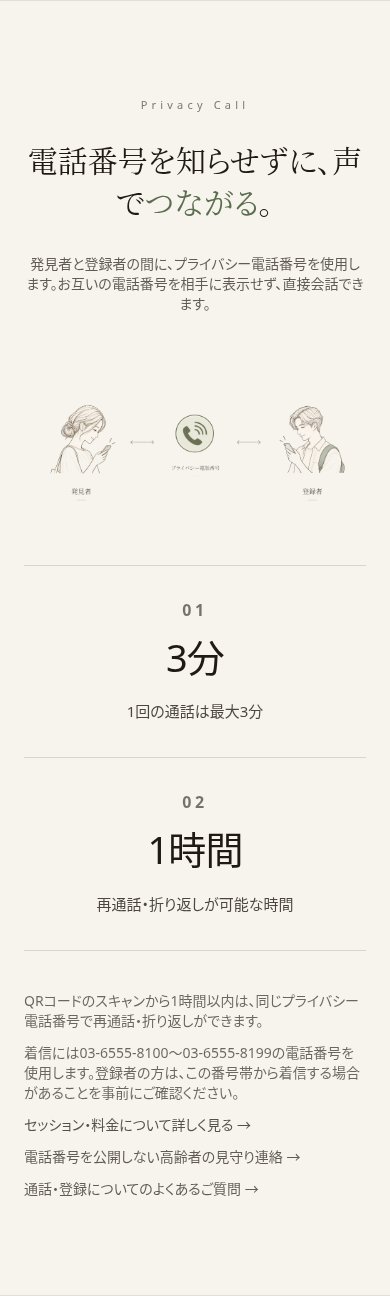 Privacy Call
電話番号を知らせずに、声
でつながる。
発見者と登録者の間に、プライバシー電話番号を使用し
ます。お互いの電話番号を相手に表示せず、直接会話でき
ます。
プライバシー電話番号
発見者
登録者
01
3分
1回の通話は最大3分
02
1時間
再通話・折り返しが可能な時間
QRコードのスキャンから1時間以内は、同じプライバシー
電話番号で再通話・折り返しができます。
着信には03-6555-8100〜03-6555-8199の電話番号を
使用します。登録者の方は、この番号帯から着信する場合
があることを事前にご確認ください。
セッション・料金について詳しく見る →
電話番号を公開しない高齢者の見守り連絡 →
通話・登録についてのよくあるご質問 →